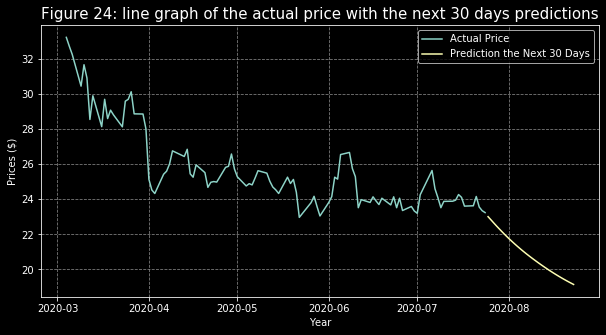 Figure 24: line graph of the actual price with the next 30 days predictions
Actual Price
Prediction the Next 30 Days
Prices ($)
32
30
28
26
24
22
20
2020-03
2020-04
2020-05
2020-06
2020-07
2020-08
Year